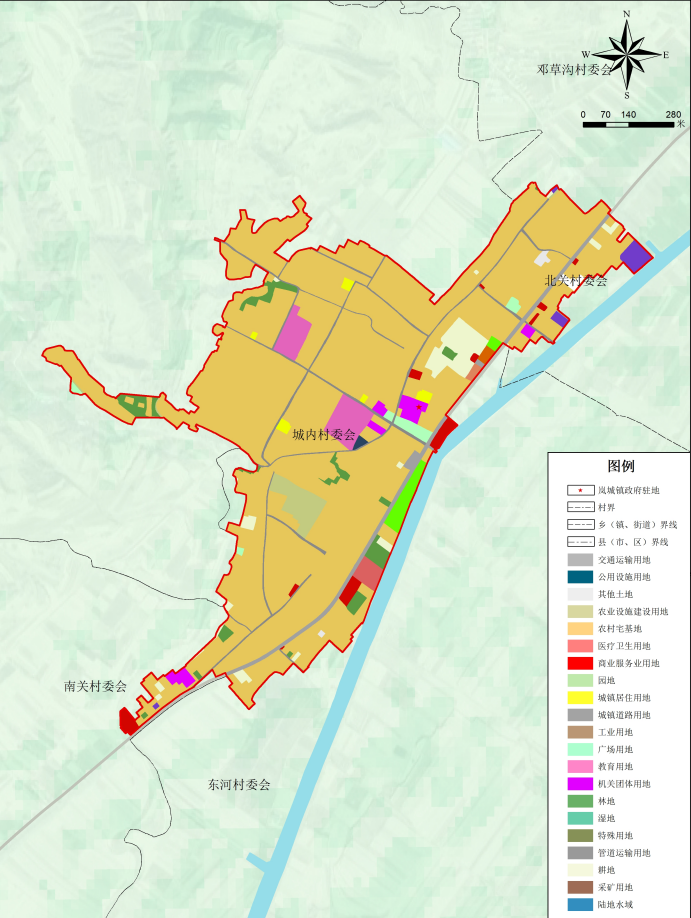 N
W
E
S
邓草沟村委会
0 70 140 280
米
北关村委会
城内村委会
南关村委会
东河村委会
图例
岚城镇政府驻地
村界
乡（镇、街道）界线
县（市、区）界线
交通运输用地
公用设施用地
其他土地
农业设施建设用地
农村宅基地
医疗卫生用地
商业服务业用地
园地
城镇居住用地
城镇道路用地
工业用地
广场用地
教育用地
机关团体用地
林地
湿地
特殊用地
管道运输用地
耕地
采矿用地
陆地水域